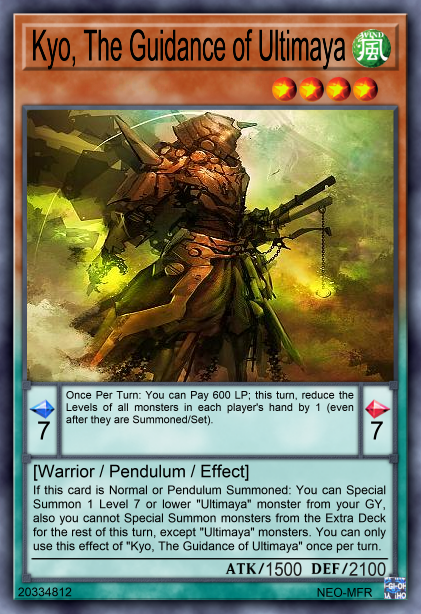 Kyo, The Guidance of Ultimaya
WIND
風
Once Per Turn: You can Pay 600 LP; this turn, reduce the
Levels of all monsters in each player's hand by 1 (even
after they are Summoned/Set).
7
7
[Warrior / Pendulum / Effect]
If this card is Normal or Pendulum Summoned: You can Special
Summon 1 Level 7 or lower "Ultimaya" monster from your GY,
also you cannot Special Summon monsters from the Extra Deck
for the rest of this turn, except "Ultimaya" monsters. You can only
use this effect of "Kyo, The Guidance of Ultimaya" once per turn.
ATK/1500 DEF/2100
20334812
NEO-MFR